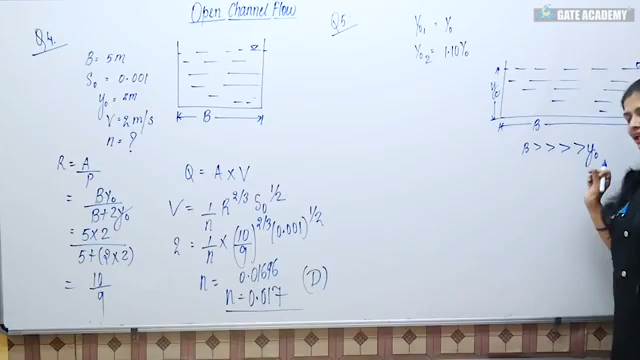 Open Channel Flow
GATE ACADEMY
Q4.
B = 5m
S₀ = 0.001
y₀ = 2m
V = 2m/s
n = ?
B
R = A/P
= By₀/B+2y₀
= 5×2/5+(2×2)
= 10/9
Q = A × V
V = 1/n R^2/3 S₀^1/2
2 = 1/n × (10/9)^2/3 (0.001)^1/2
n = 0.01696
n = 0.017 (D)
Q5.
y₀₁ = y₀
y₀₂ = 1.10y₀
y₀
B
B >>>> y₀